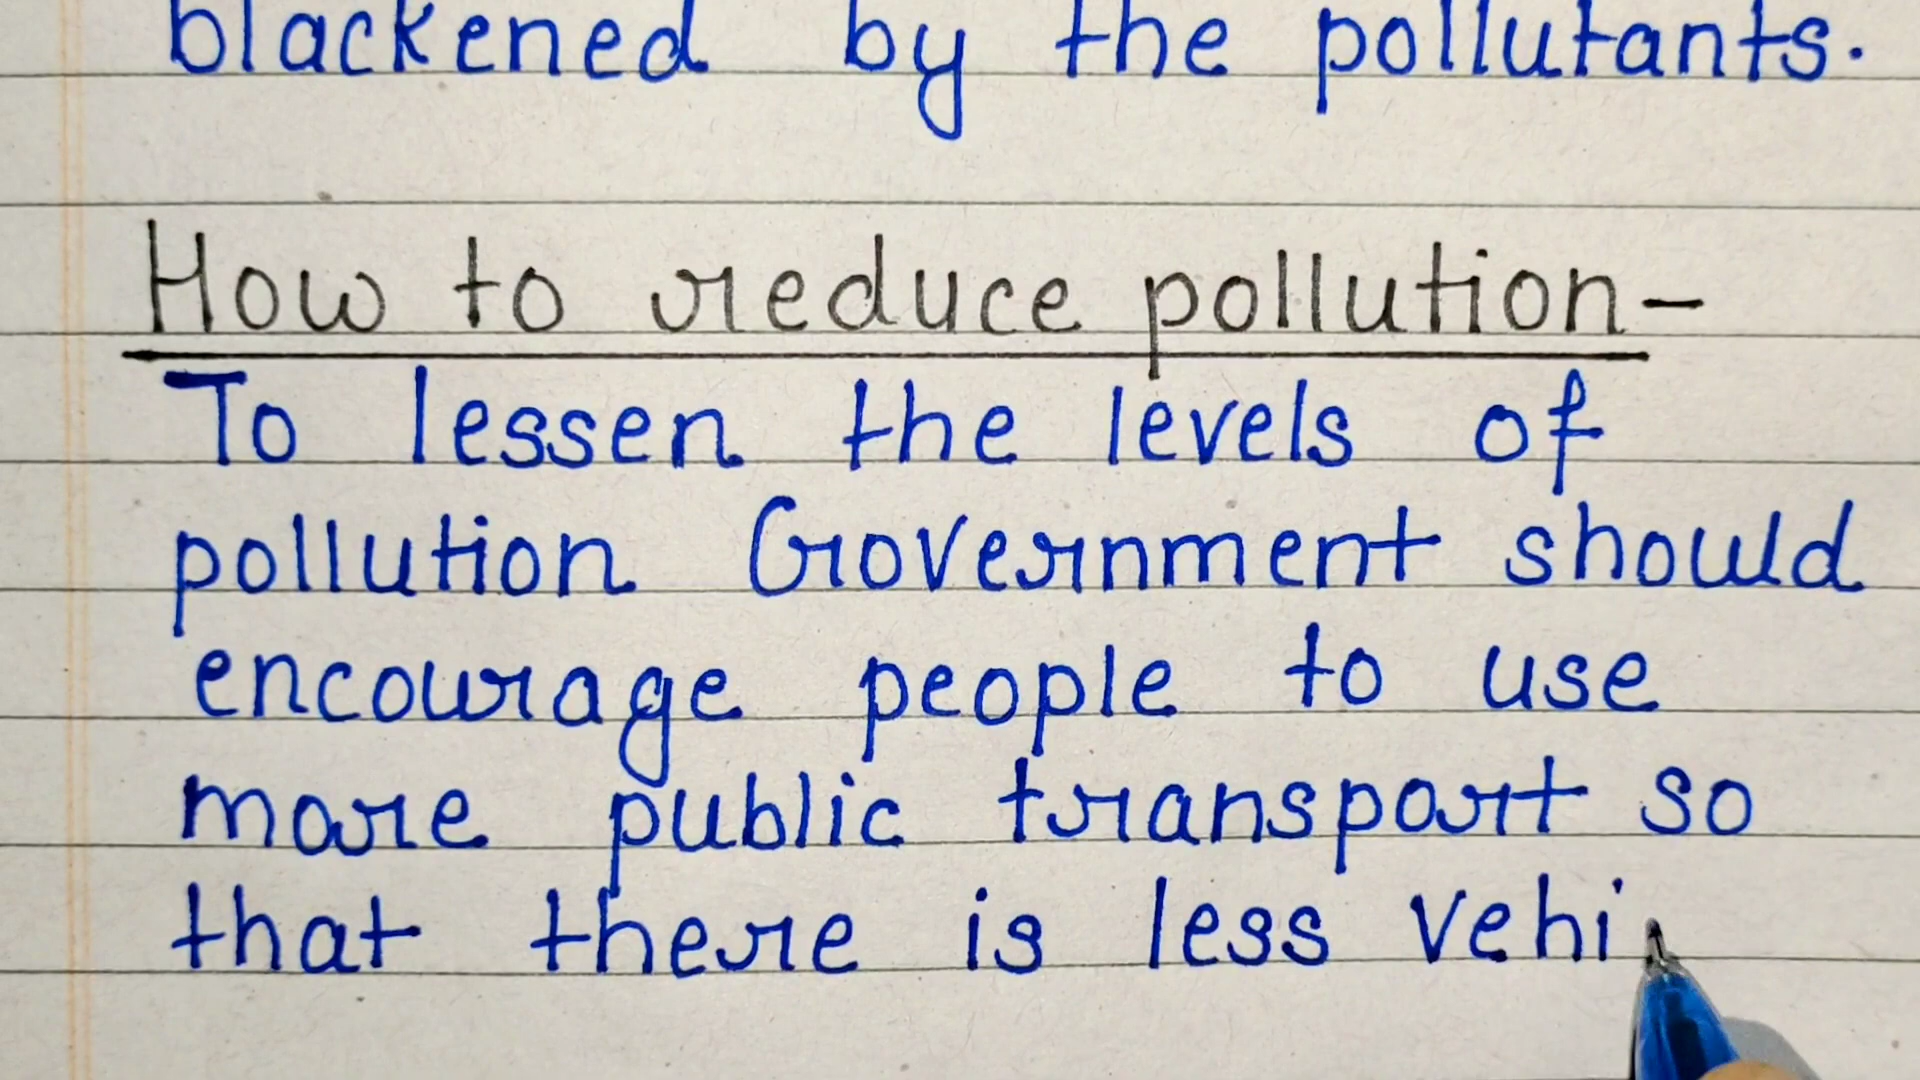 blackened by the pollutants.
How to reduce pollution-
To lessen the levels of
pollution Government should
encourage people to use
more public transport so
that there is less vehi